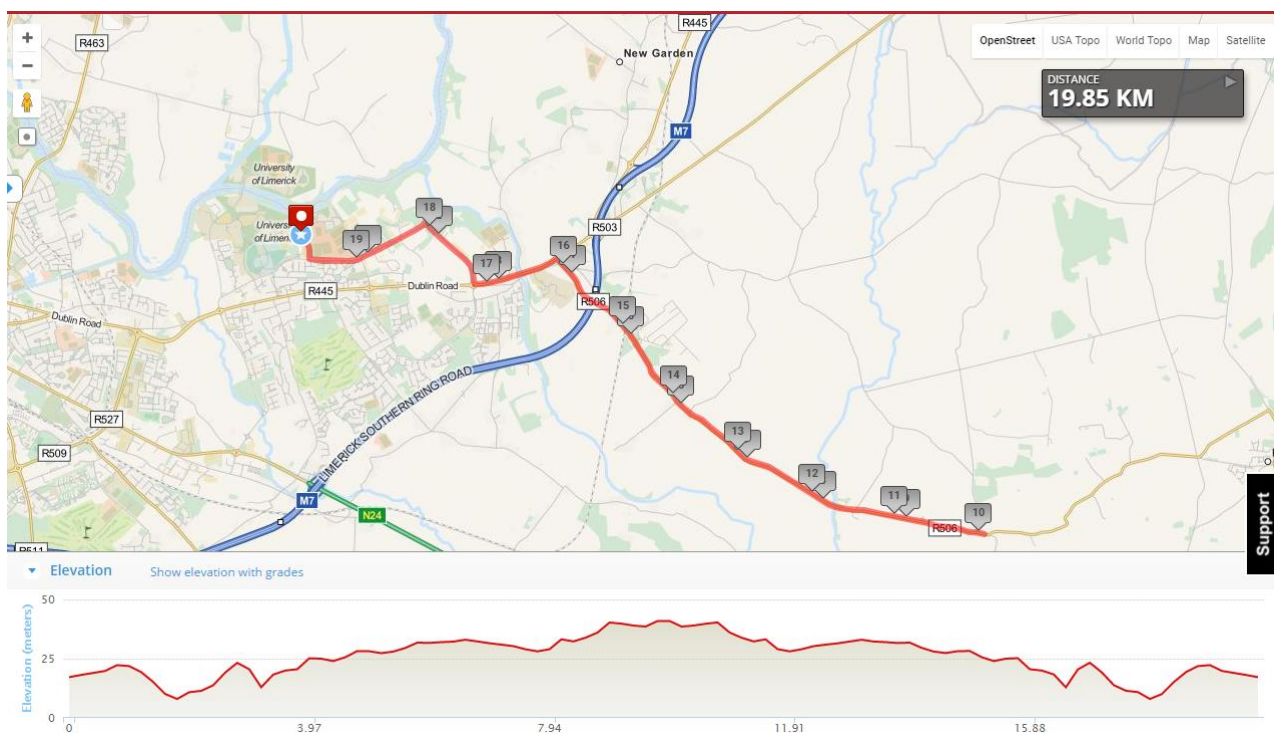 +
−
R463
R445
New Garden
OpenStreet
USA Topo
World Topo
Map
Satellite
DISTANCE
19.85 KM
M7
University
of Limerick
of Limerick
18
19
17
16
R503
R445
Dublin Road
Dublin Road
R506
15
14
13
12
11
10
R506
LIMERICK SOUTHERN RING ROAD
R527
R509
M7
N24
R511
Support
Elevation
Show elevation with grades
Elevation (meters)
50
25
0
0
3.97
7.94
11.91
15.88